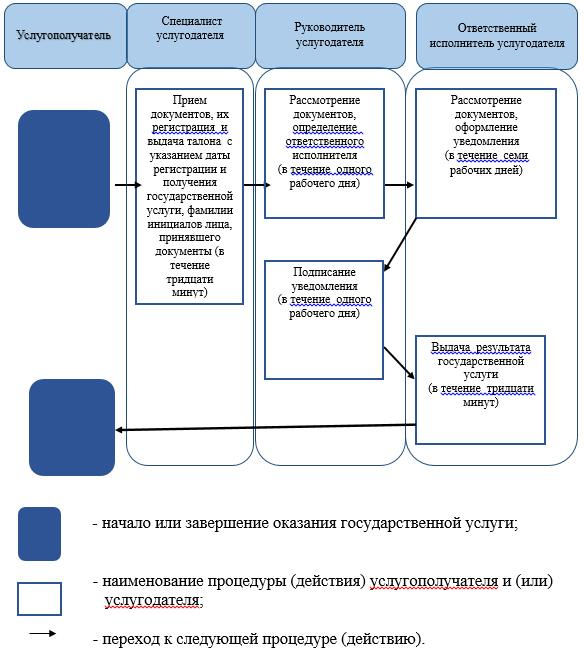 Услугополучатель
Специалист
услугодателя
Руководитель
услугодателя
Ответственный
исполнитель услугодателя
Прием
документов, их
регистрация и
выдача талона с
указанием даты
регистрации и
получения
государственной
услуги, фамилии
инициалов лица,
принявшего
документы (в
течение
тридцати
минут)
Рассмотрение
документов,
определение
ответственного
исполнителя
(в течение одного
рабочего дня)
Рассмотрение
документов,
оформление
уведомления
(в течение семи
рабочих дней)
Подписание
уведомления
(в течение одного
рабочего дня)
Выдача результата
государственной
услуги
(в течение тридцати
минут)
- начало или завершение оказания государственной услуги;
- наименование процедуры (действия) услугополучателя и (или)
услугодателя;
- переход к следующей процедуре (действию).